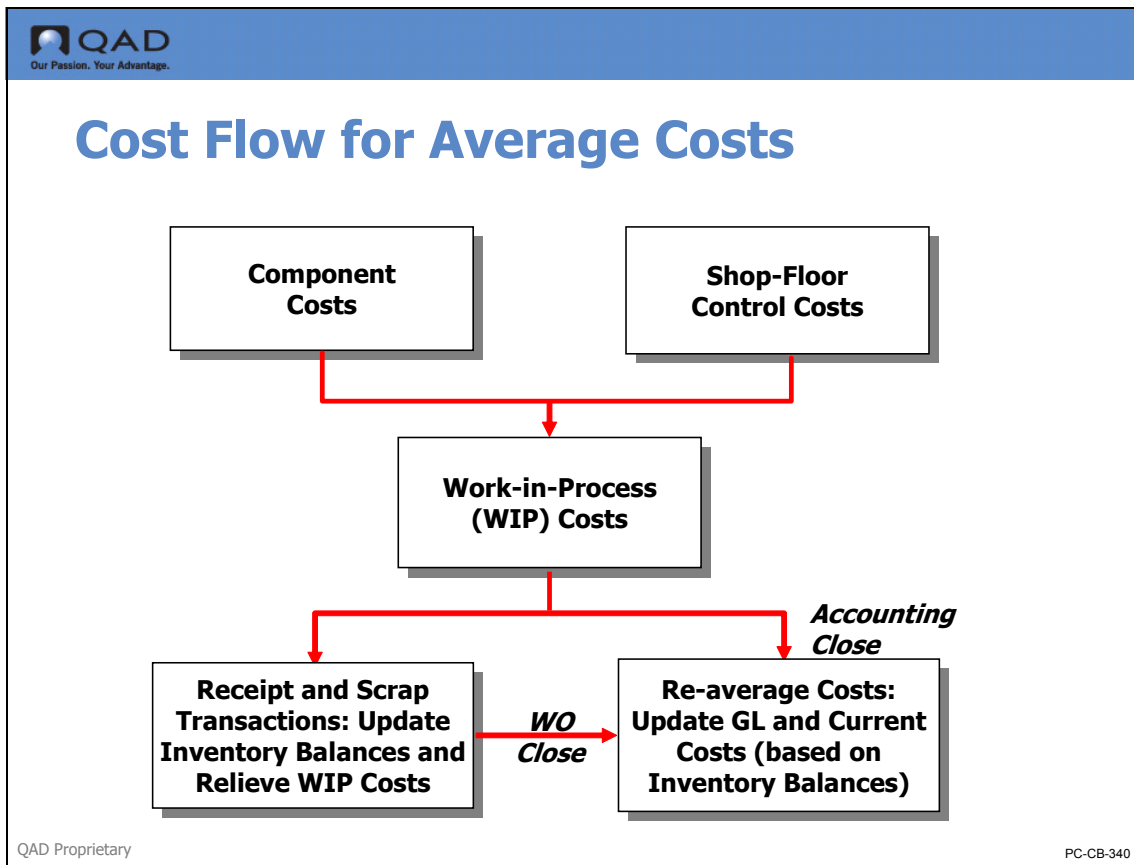 QAD
Our Passion. Your Advantage.
Cost Flow for Average Costs
Component
Costs
Shop-Floor
Control Costs
Work-in-Process
(WIP) Costs
Accounting
Close
Receipt and Scrap
Transactions: Update
Inventory Balances and
Relieve WIP Costs
WO
Close
Re-average Costs:
Update GL and Current
Costs (based on
Inventory Balances)
QAD Proprietary
PC-CB-340